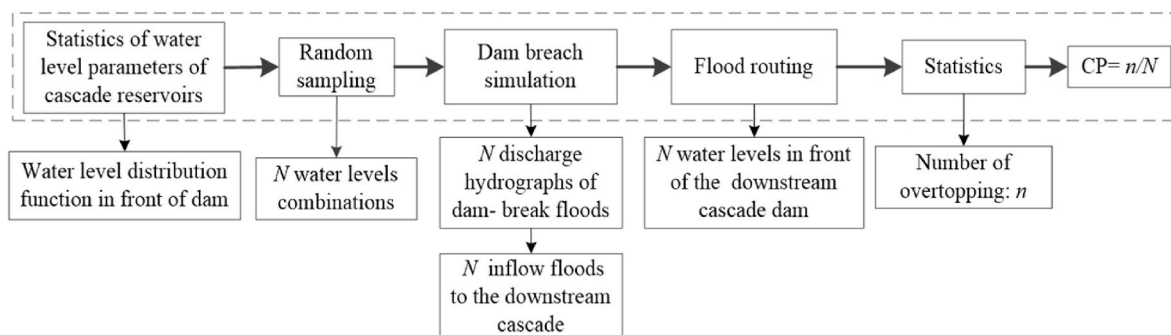 Statistics of water
level parameters of
cascade reservoirs
Random
sampling
Dam breach
simulation
Flood routing
Statistics
CP= n/N
Water level distribution
function in front of dam
N water levels
combinations
N discharge
hydrographs of
dam- break floods
N water levels in front
of the downstream
cascade dam
Number of
overtopping: n
N inflow floods
to the downstream
cascade